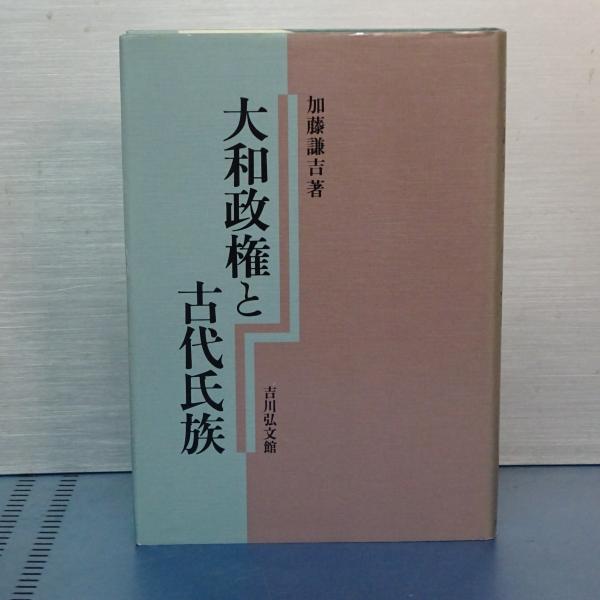 加藤謙吉著
大和政権と
古代氏族
吉川弘文館